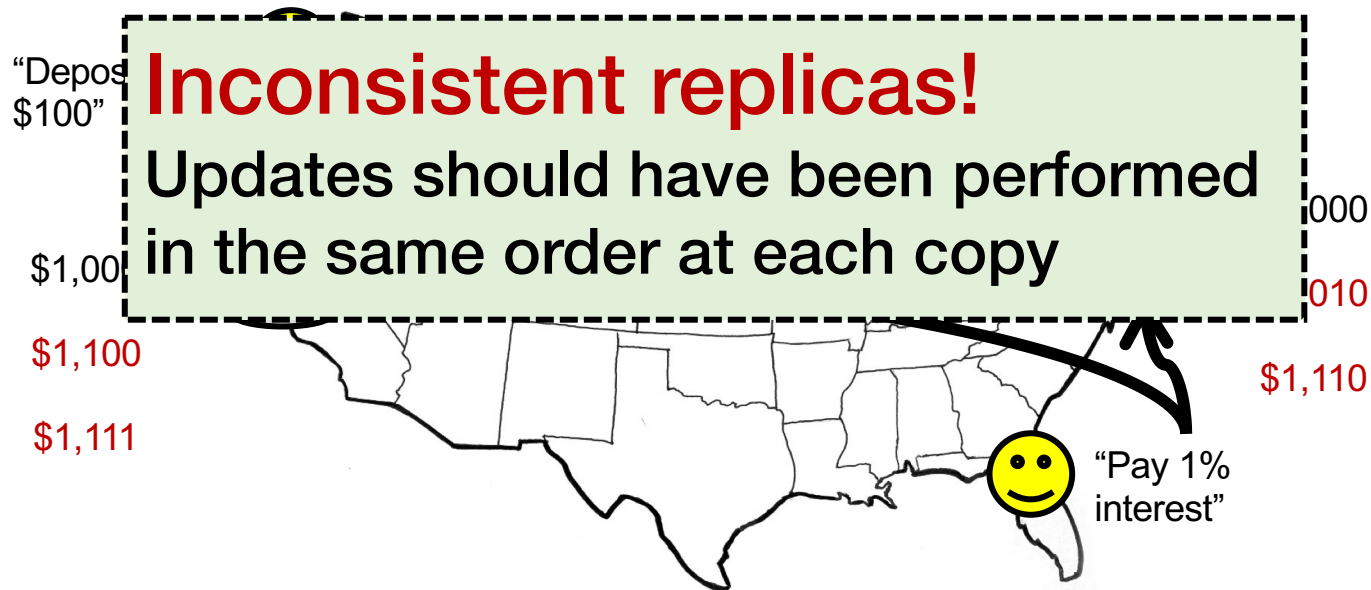 “Depos
$100”
Inconsistent replicas!
Updates should have been performed
in the same order at each copy
$1,00
000
010
$1,100
$1,110
$1,111
“Pay 1%
interest”